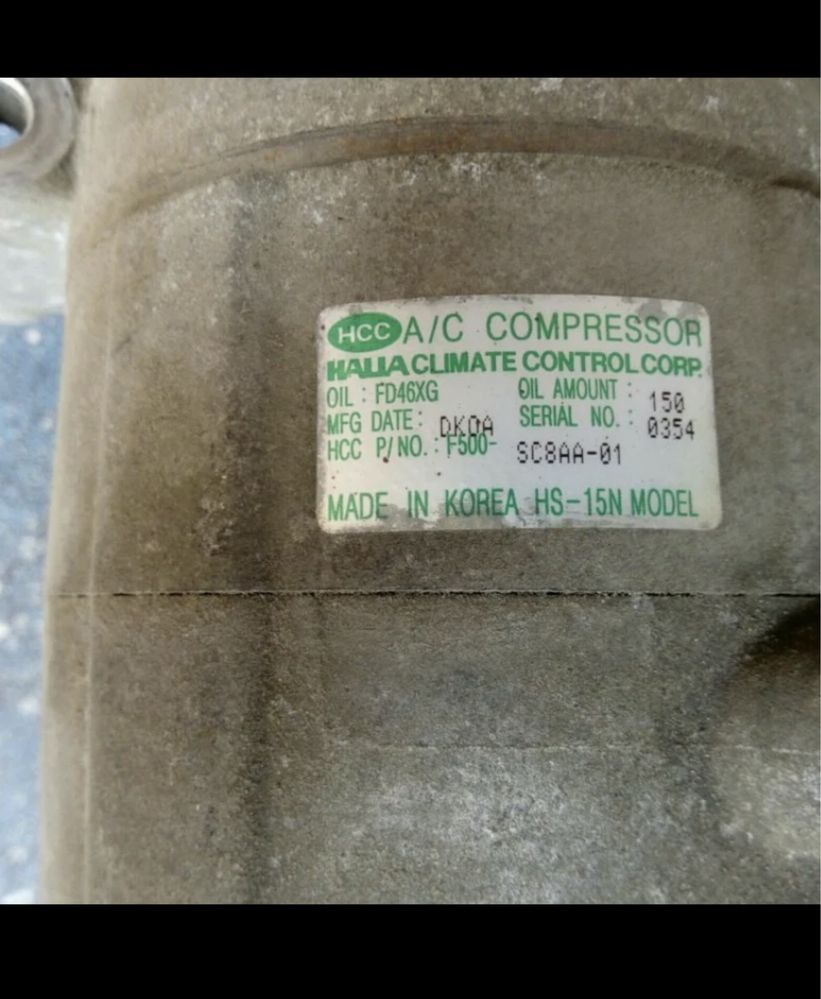 HCC A/C COMPRESSOR
HALLA CLIMATE CONTROL CORP.
OIL : FD46XG OIL AMOUNT : 150
MFG DATE : DKOA SERIAL NO. : 0354
HCC P/NO. : F500- SC8AA-01
MADE IN KOREA HS-15N MODEL